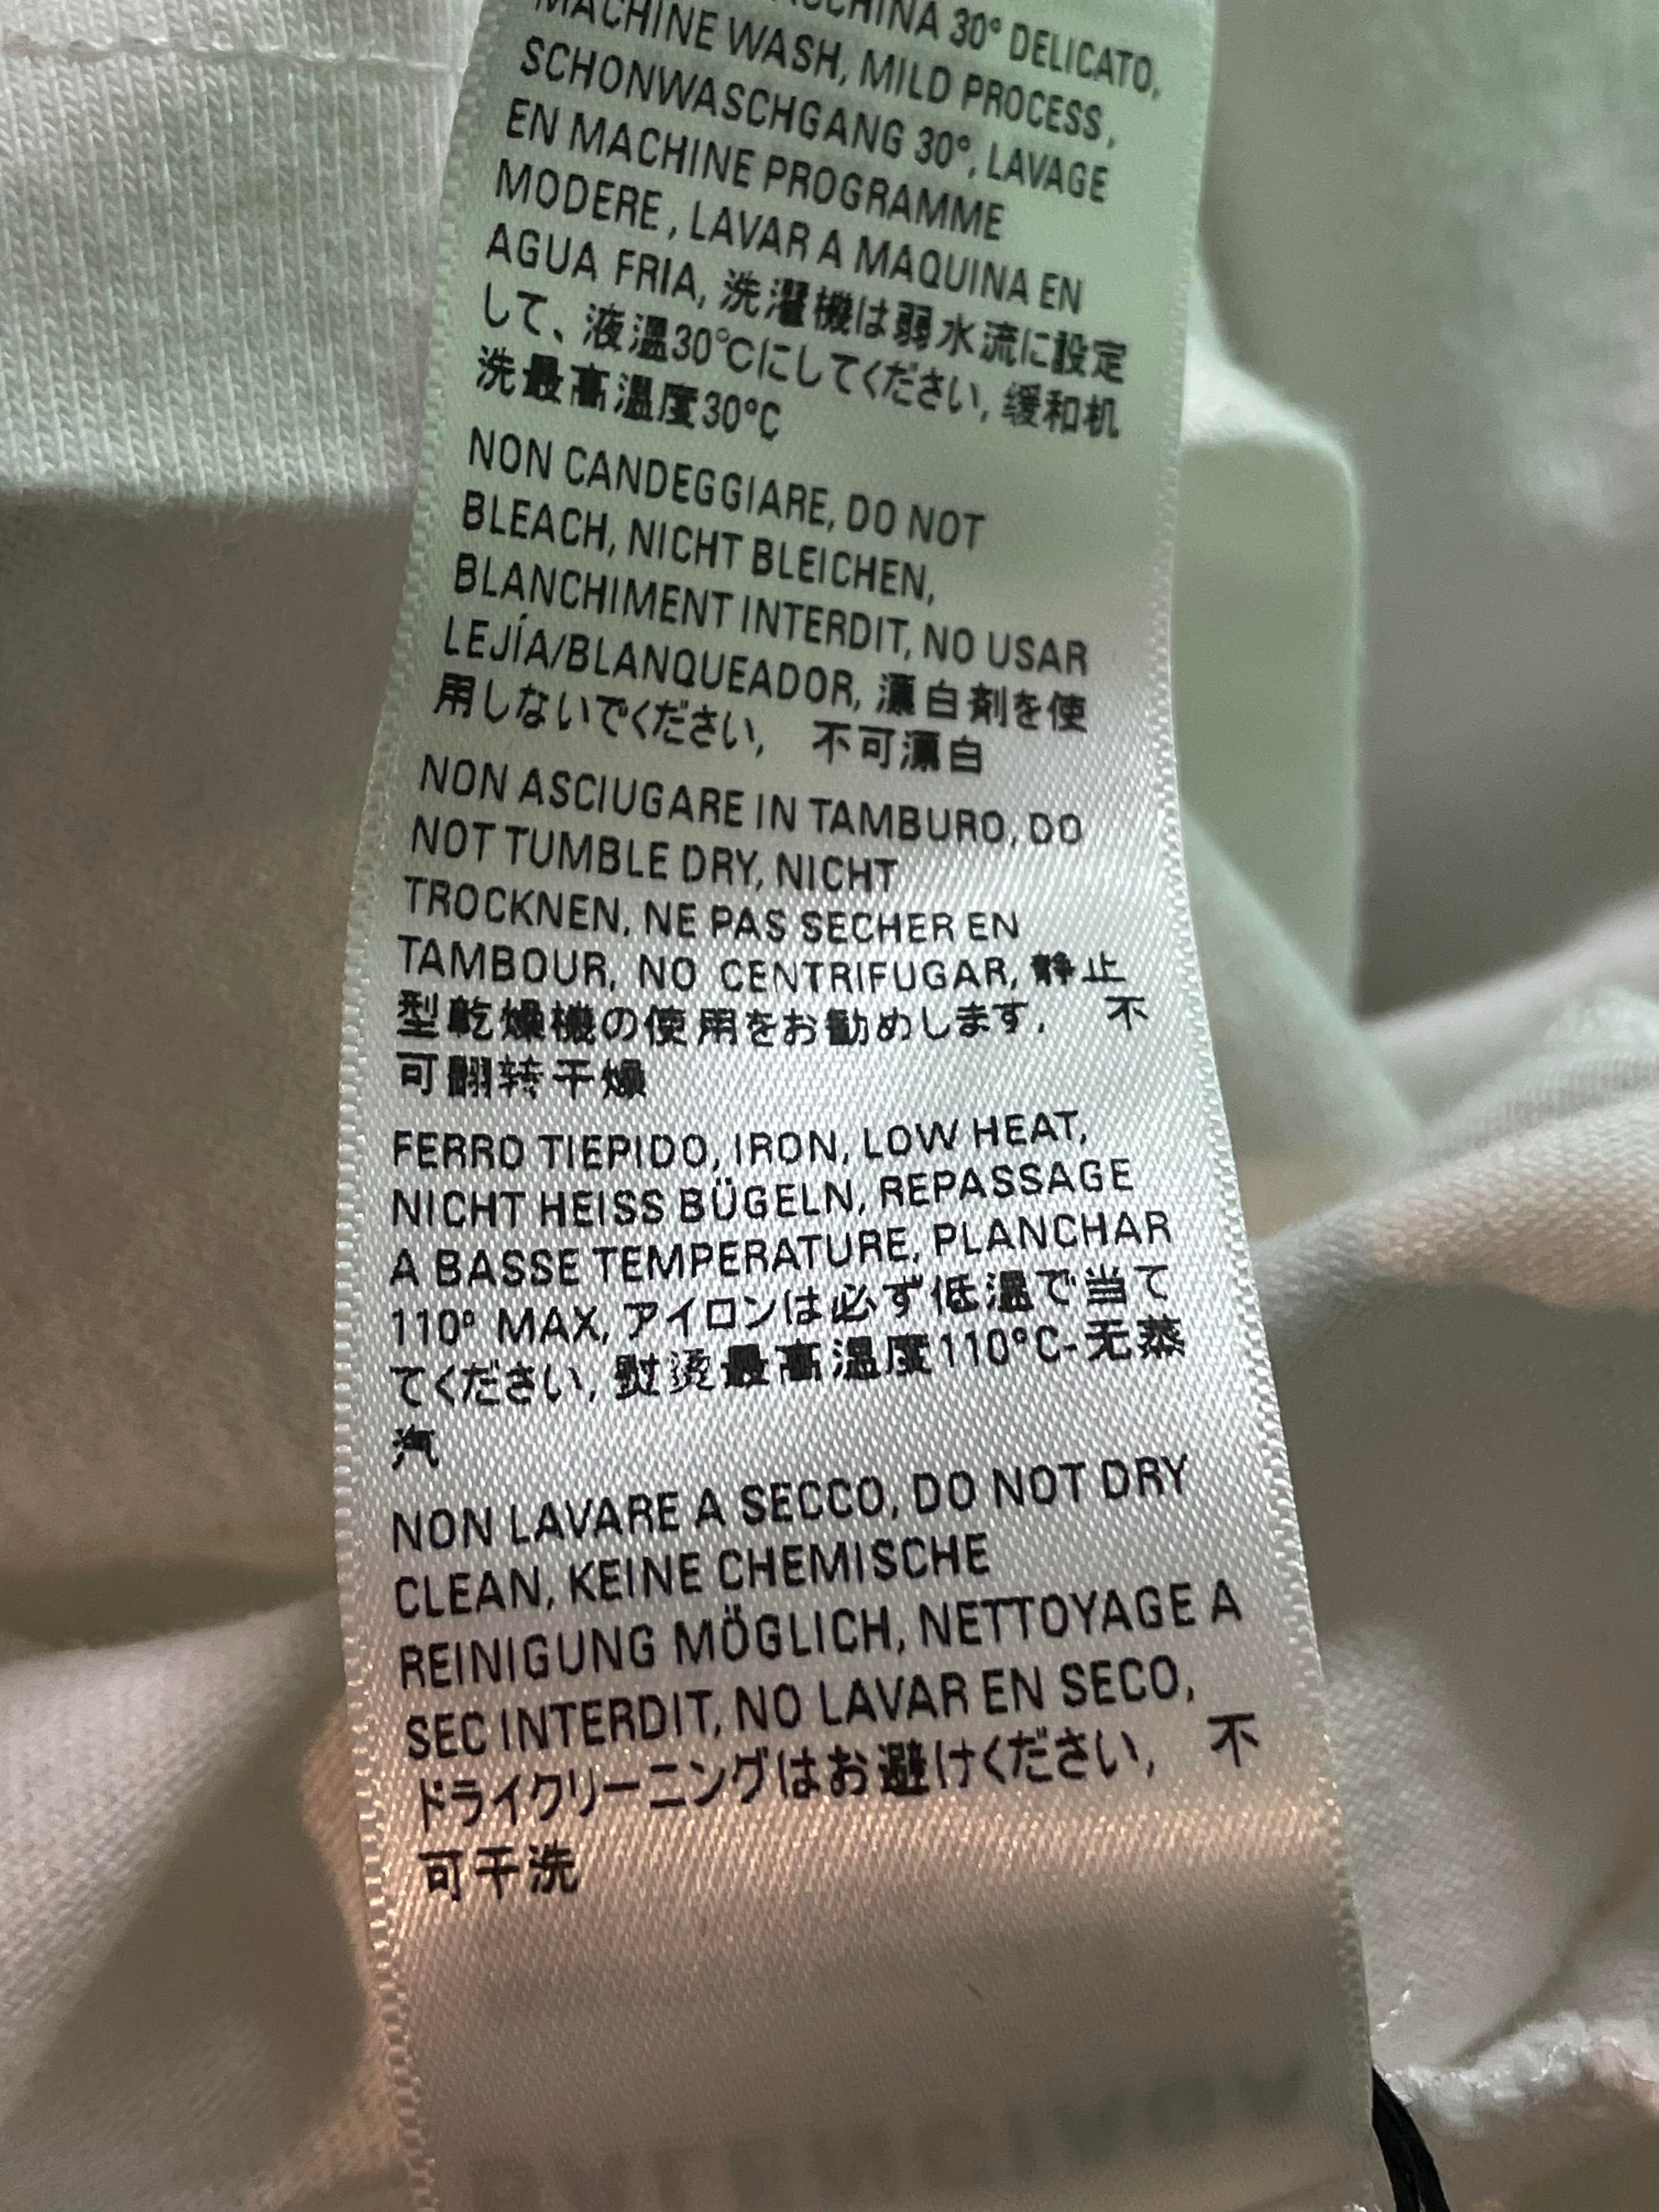 30° DELICATO,
MACHINE WASH, MILD PROCESS,
SCHONWASCHGANG 30°, LAVAGE
EN MACHINE PROGRAMME
MODERE, LAVAR A MAQUINA EN
AGUA FRIA, 洗濯機は弱水流に設定
して、液温30℃にしてください, 缓和机
洗最高温度30°C
NON CANDEGGIARE, DO NOT
BLEACH, NICHT BLEICHEN,
BLANCHIMENT INTERDIT, NO USAR
LEJÍA/BLANQUEADOR, 漂白剤を使
用しないでください, 不可漂白
NON ASCIUGARE IN TAMBURO, DO
NOT TUMBLE DRY, NICHT
TROCKNEN, NE PAS SECHER EN
TAMBOUR, NO CENTRIFUGAR, 静止
型乾燥機の使用をお勧めします, 不
可翻转干燥
FERRO TIEPIDO, IRON, LOW HEAT,
NICHT HEISS BÜGELN, REPASSAGE
A BASSE TEMPERATURE, PLANCHAR
110° MAX, アイロンは必ず低温で当て
てください, 熨烫最高温度110°C-无蒸
汽
NON LAVARE A SECCO, DO NOT DRY
CLEAN, KEINE CHEMISCHE
REINIGUNG MÖGLICH, NETTOYAGE A
SEC INTERDIT, NO LAVAR EN SECO,
ドライクリーニングはお避けください, 不
可干洗